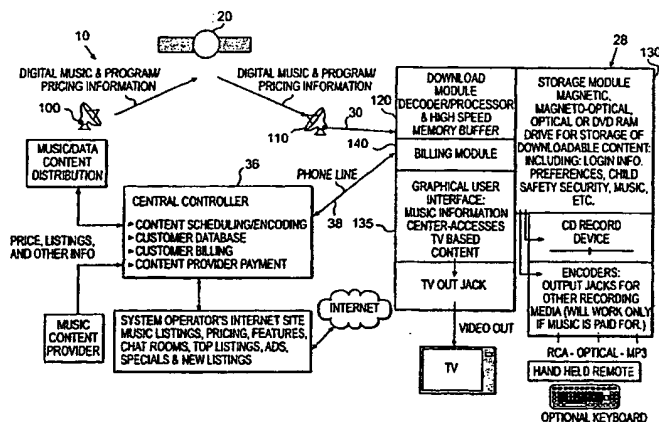 10
20
DIGITAL MUSIC & PROGRAM/
PRICING INFORMATION
DIGITAL MUSIC & PROGRAM/
PRICING INFORMATION
100
110
30
MUSIC/DATA
CONTENT
DISTRIBUTION
36
PHONE LINE
38
CENTRAL CONTROLLER
CONTENT SCHEDULING/ENCODING
CUSTOMER DATABASE
CUSTOMER BILLING
CONTENT PROVIDER PAYMENT
PRICE, LISTINGS,
AND OTHER INFO
MUSIC
CONTENT
PROVIDER
SYSTEM OPERATOR'S INTERNET SITE
MUSIC LISTINGS, PRICING, FEATURES,
CHAT ROOMS, TOP LISTINGS, ADS,
SPECIALS & NEW LISTINGS
INTERNET
120
140
135
DOWNLOAD
MODULE
DECODER/PROCESSOR
& HIGH SPEED
MEMORY BUFFER
BILLING MODULE
GRAPHICAL USER
INTERFACE:
MUSIC INFORMATION
CENTER-ACCESSES
TV BASED
CONTENT
TV OUT JACK
VIDEO OUT
TV
28
130
STORAGE MODULE
MAGNETIC,
MAGNETO-OPTICAL,
OPTICAL OR DVD RAM
DRIVE FOR STORAGE OF
DOWNLOADABLE CONTENT:
INCLUDING: LOGIN INFO.
PREFERENCES, CHILD
SAFETY SECURITY, MUSIC,
ETC.
CD RECORD
DEVICE
ENCODERS:
OUTPUT JACKS FOR
OTHER RECORDING
MEDIA (WILL WORK ONLY
IF MUSIC IS PAID FOR.)
RCA - OPTICAL - MP3
HAND HELD REMOTE
OPTIONAL KEYBOARD